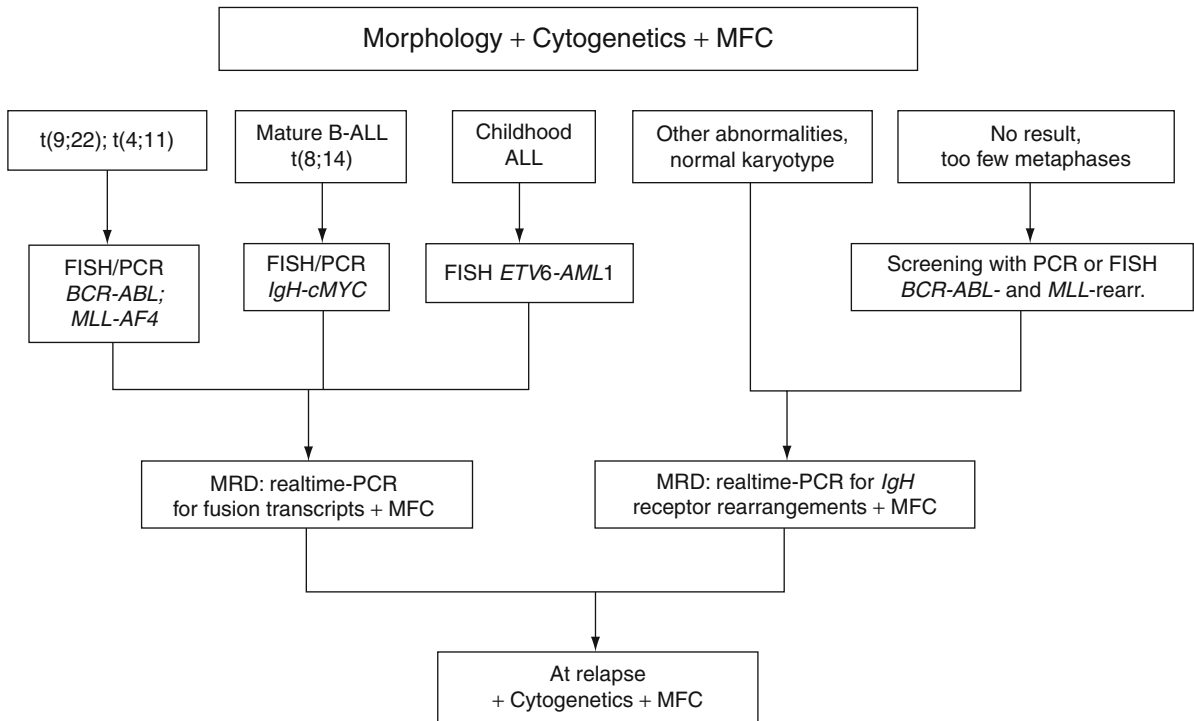 Morphology + Cytogenetics + MFC
t(9;22); t(4;11)
Mature B-ALL
t(8;14)
Childhood
ALL
Other abnormalities,
normal karyotype
No result,
too few metaphases
FISH/PCR
BCR-ABL;
MLL-AF4
FISH/PCR
IgH-cMYC
FISH ETV6-AML1
Screening with PCR or FISH
BCR-ABL- and MLL-rearr.
MRD: realtime-PCR
for fusion transcripts + MFC
MRD: realtime-PCR for IgH
receptor rearrangements + MFC
At relapse
+ Cytogenetics + MFC